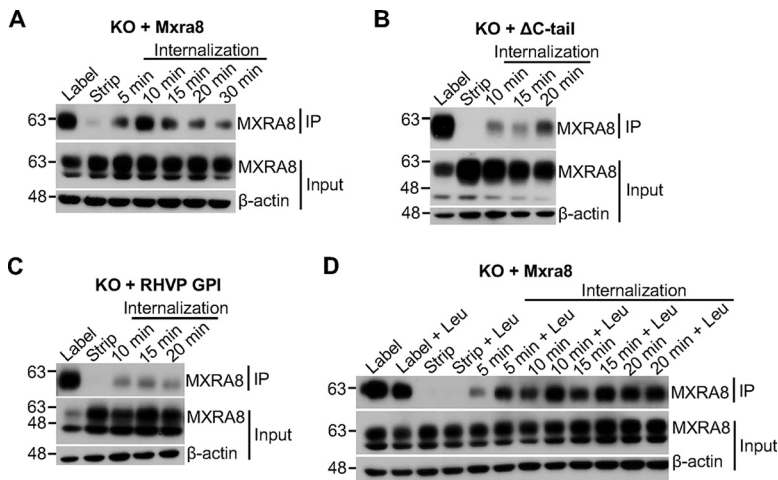 A
KO + Mxra8
Internalization
Label
Strip
5 min
10 min
15 min
20 min
30 min
63
MXRA8
IP
63
MXRA8
Input
48
β-actin
B
KO + ΔC-tail
Internalization
Label
Strip
10 min
15 min
20 min
63
MXRA8
IP
63
MXRA8
48
Input
48
β-actin
C
KO + RHVP GPI
Internalization
Label
Strip
10 min
15 min
20 min
63
MXRA8
IP
63
MXRA8
48
Input
48
β-actin
D
KO + Mxra8
Internalization
Label
Label + Leu
Strip
Strip + Leu
5 min
5 min + Leu
10 min
10 min + Leu
15 min
15 min + Leu
20 min
20 min + Leu
63
MXRA8
IP
63
MXRA8
Input
48
β-actin